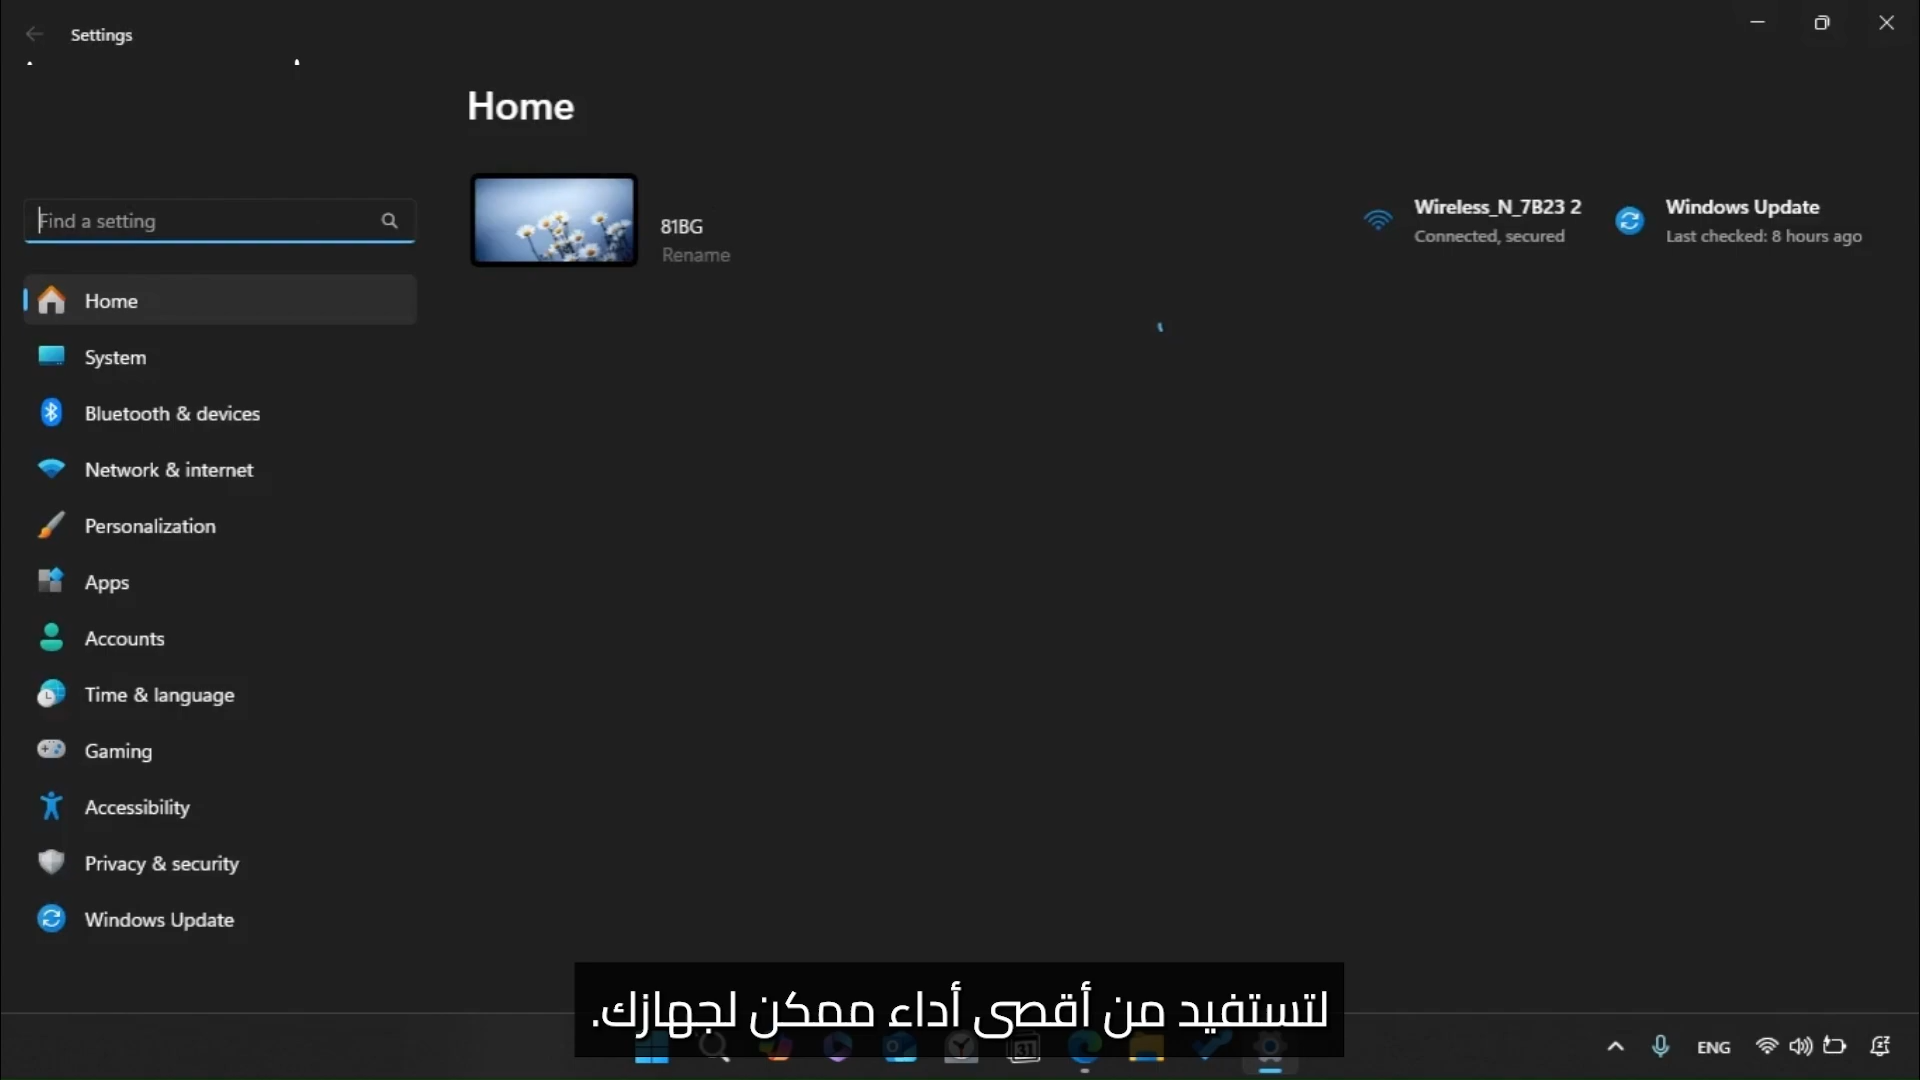 Settings
Home
Find a setting
81BG
Rename
Wireless_N_7B23 2
Connected, secured
Windows Update
Last checked: 8 hours ago
Home
System
Bluetooth & devices
Network & internet
Personalization
Apps
Accounts
Time & language
Gaming
Accessibility
Privacy & security
Windows Update
لتستفيد من أقصى أداء ممكن لجهازك.
31
ENG